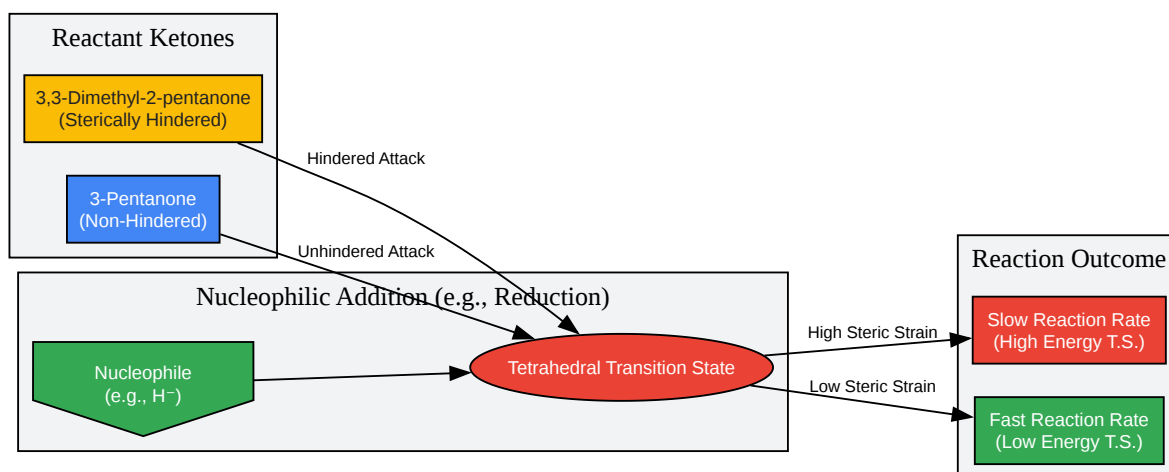 Reactant Ketones
3,3-Dimethyl-2-pentanone
(Sterically Hindered)
Hindered Attack
3-Pentanone
(Non-Hindered)
Unhindered Attack
Nucleophilic Addition (e.g., Reduction)
Nucleophile
(e.g., H⁻)
Tetrahedral Transition State
High Steric Strain
Low Steric Strain
Reaction Outcome
Slow Reaction Rate
(High Energy T.S.)
Fast Reaction Rate
(Low Energy T.S.)